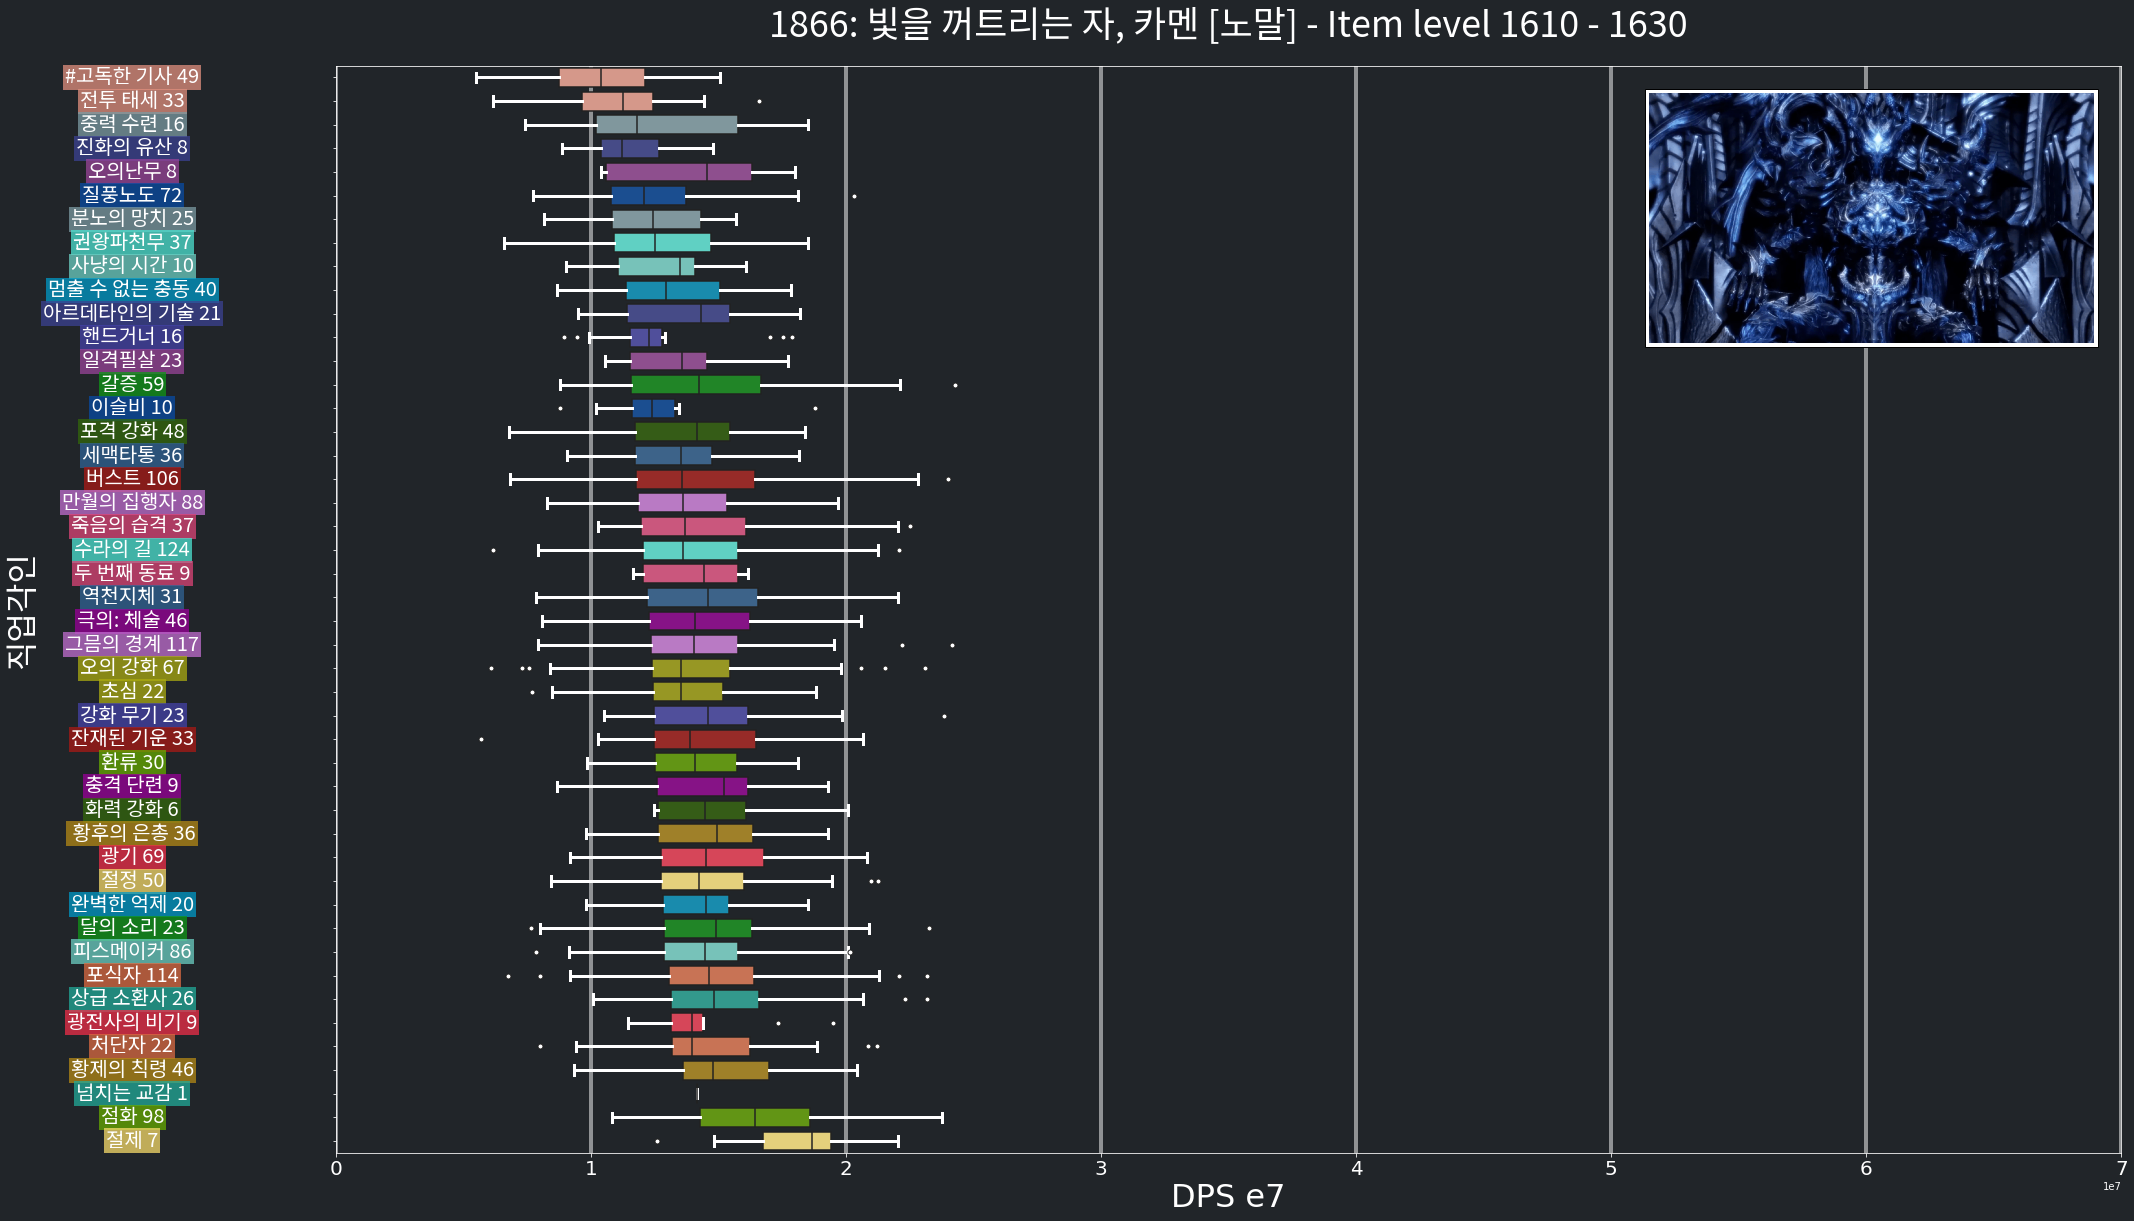 1866: 빛을 꺼트리는 자, 카멘 [노말] - Item level 1610 - 1630
#고독한 기사 49
전투 태세 33
중력 수련 16
진화의 유산 8
오의난무 8
질풍노도 72
분노의 망치 25
권왕파천무 37
사냥의 시간 10
멈출 수 없는 충동 40
아르데타인의 기술 21
핸드거너 16
일격필살 23
갈증 59
이슬비 10
포격 강화 48
세맥타통 36
버스트 106
만월의 집행자 88
죽음의 습격 37
수라의 길 124
두 번째 동료 9
역천지체 31
극의: 체술 46
그믐의 경계 117
오의 강화 67
초심 22
강화 무기 23
잔재된 기운 33
환류 30
충격 단련 9
화력 강화 6
황후의 은총 36
광기 69
절정 50
완벽한 억제 20
달의 소리 23
피스메이커 86
포식자 114
상급 소환사 26
광전사의 비기 9
처단자 22
황제의 칙령 46
넘치는 교감 1
점화 98
절제 7
직업각인
0 1 2 3 4 5 6 7
1e7
DPS e7